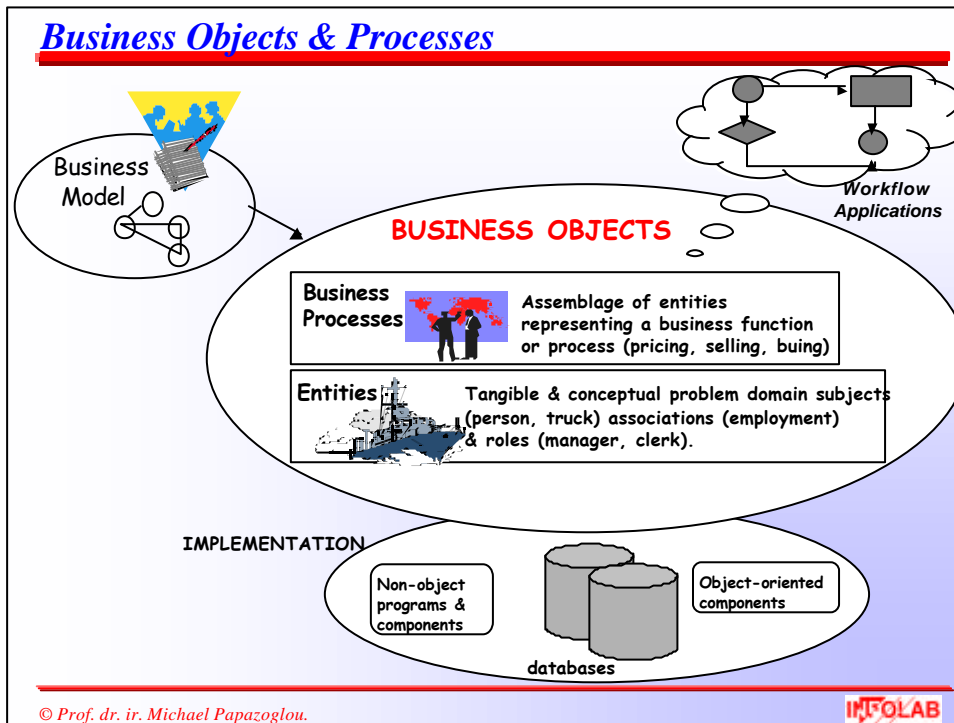 Business Objects & Processes
Business
Model
Workflow
Applications
BUSINESS OBJECTS
Business
Processes
Assemblage of entities
representing a business function
or process (pricing, selling, buing)
Entities
Tangible & conceptual problem domain subjects
(person, truck) associations (employment)
& roles (manager, clerk).
IMPLEMENTATION
Non-object
programs &
components
Object-oriented
components
databases
© Prof. dr. ir. Michael Papazoglou.
INFOLAB